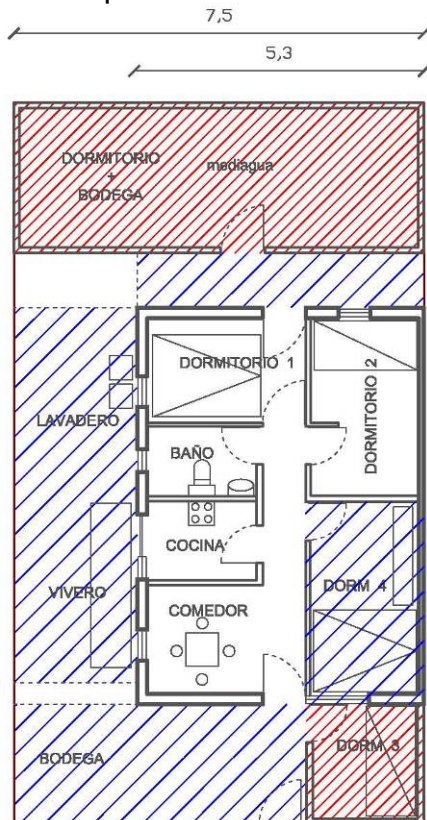 7,5
5,3
DORMITORIO
+
BODEGA
mediagua
DORMITORIO 1
DORMITORIO 2
LAVADERO
BAÑO
COCINA
VIVERO
DORM 4
COMEDOR
BODEGA
DORM 3